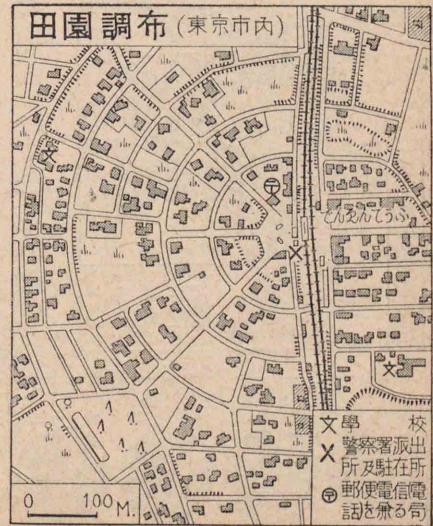 田園調布（東京市内）
でんえんてうふ
文 學校
X 警察署派出
所及駐在所
〒 郵便電信電
話を兼る局
0 100M.